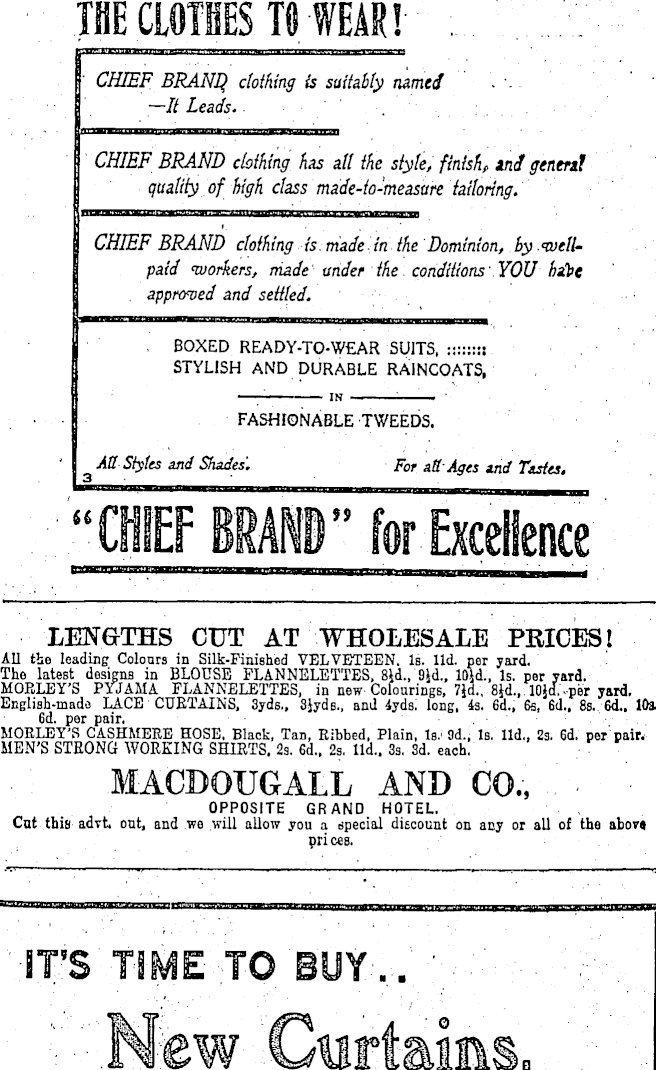 THE CLOTHES TO WEAR!
CHIEF BRAND clothing is suitably named
—It Leads.
CHIEF BRAND clothing has all the style, finish, and general
quality of high class made-to-measure tailoring.
CHIEF BRAND clothing is made in the Dominion, by well-
paid workers, made under the conditions YOU have
approved and settled.
BOXED READY-TO-WEAR SUITS, ::::::::
STYLISH AND DURABLE RAINCOATS,
IN
FASHIONABLE TWEEDS.
All Styles and Shades. For all Ages and Tastes.
3
"CHIEF BRAND" for Excellence
LENGTHS CUT AT WHOLESALE PRICES!
All the leading Colours in Silk-Finished VELVETEEN, 1s. 11d. per yard.
The latest designs in BLOUSE FLANNELETTES, 8½d., 9½d., 10½d., 1s. per yard.
MORLEY'S PYJAMA FLANNELETTES, in new Colourings, 7½d., 8½d., 10½d. per yard.
English-made LACE CURTAINS, 3yds., 3½yds., and 4yds. long, 4s. 6d., 6s. 6d., 8s. 6d., 10s.
6d. per pair.
MORLEY'S CASHMERE HOSE, Black, Tan, Ribbed, Plain, 1s. 9d., 1s. 11d., 2s. 6d. per pair.
MEN'S STRONG WORKING SHIRTS, 2s. 6d., 2s. 11d., 3s. 3d. each.
MACDOUGALL AND CO.,
OPPOSITE GRAND HOTEL.
Cut this advt. out, and we will allow you a special discount on any or all of the above
prices.
IT'S TIME TO BUY..
New Curtains.